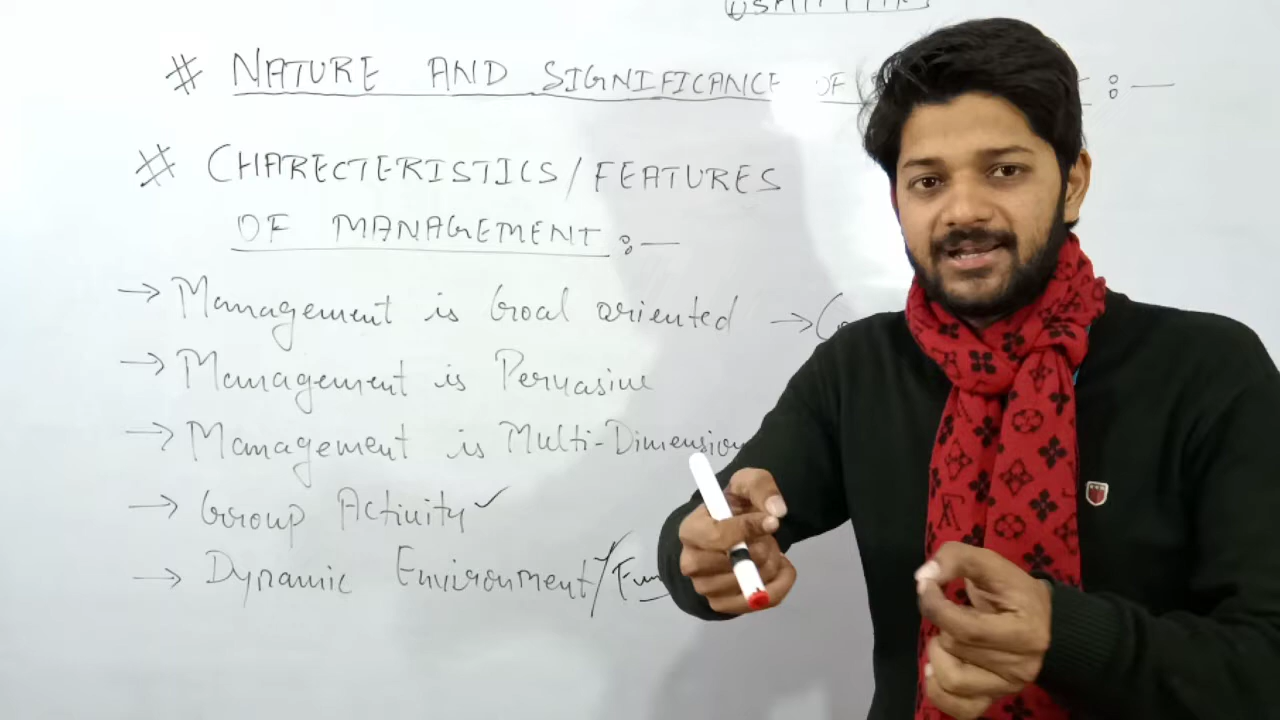 # NATURE AND SIGNIFICANCE OF :—
# CHARECTERISTICS/FEATURES
OF MANAGEMENT :—
→ Management is Goal oriented →
→ Management is Pervasive
→ Management is Multi-Dimension
→ Group Activity ✓
→ Dynamic Environment/